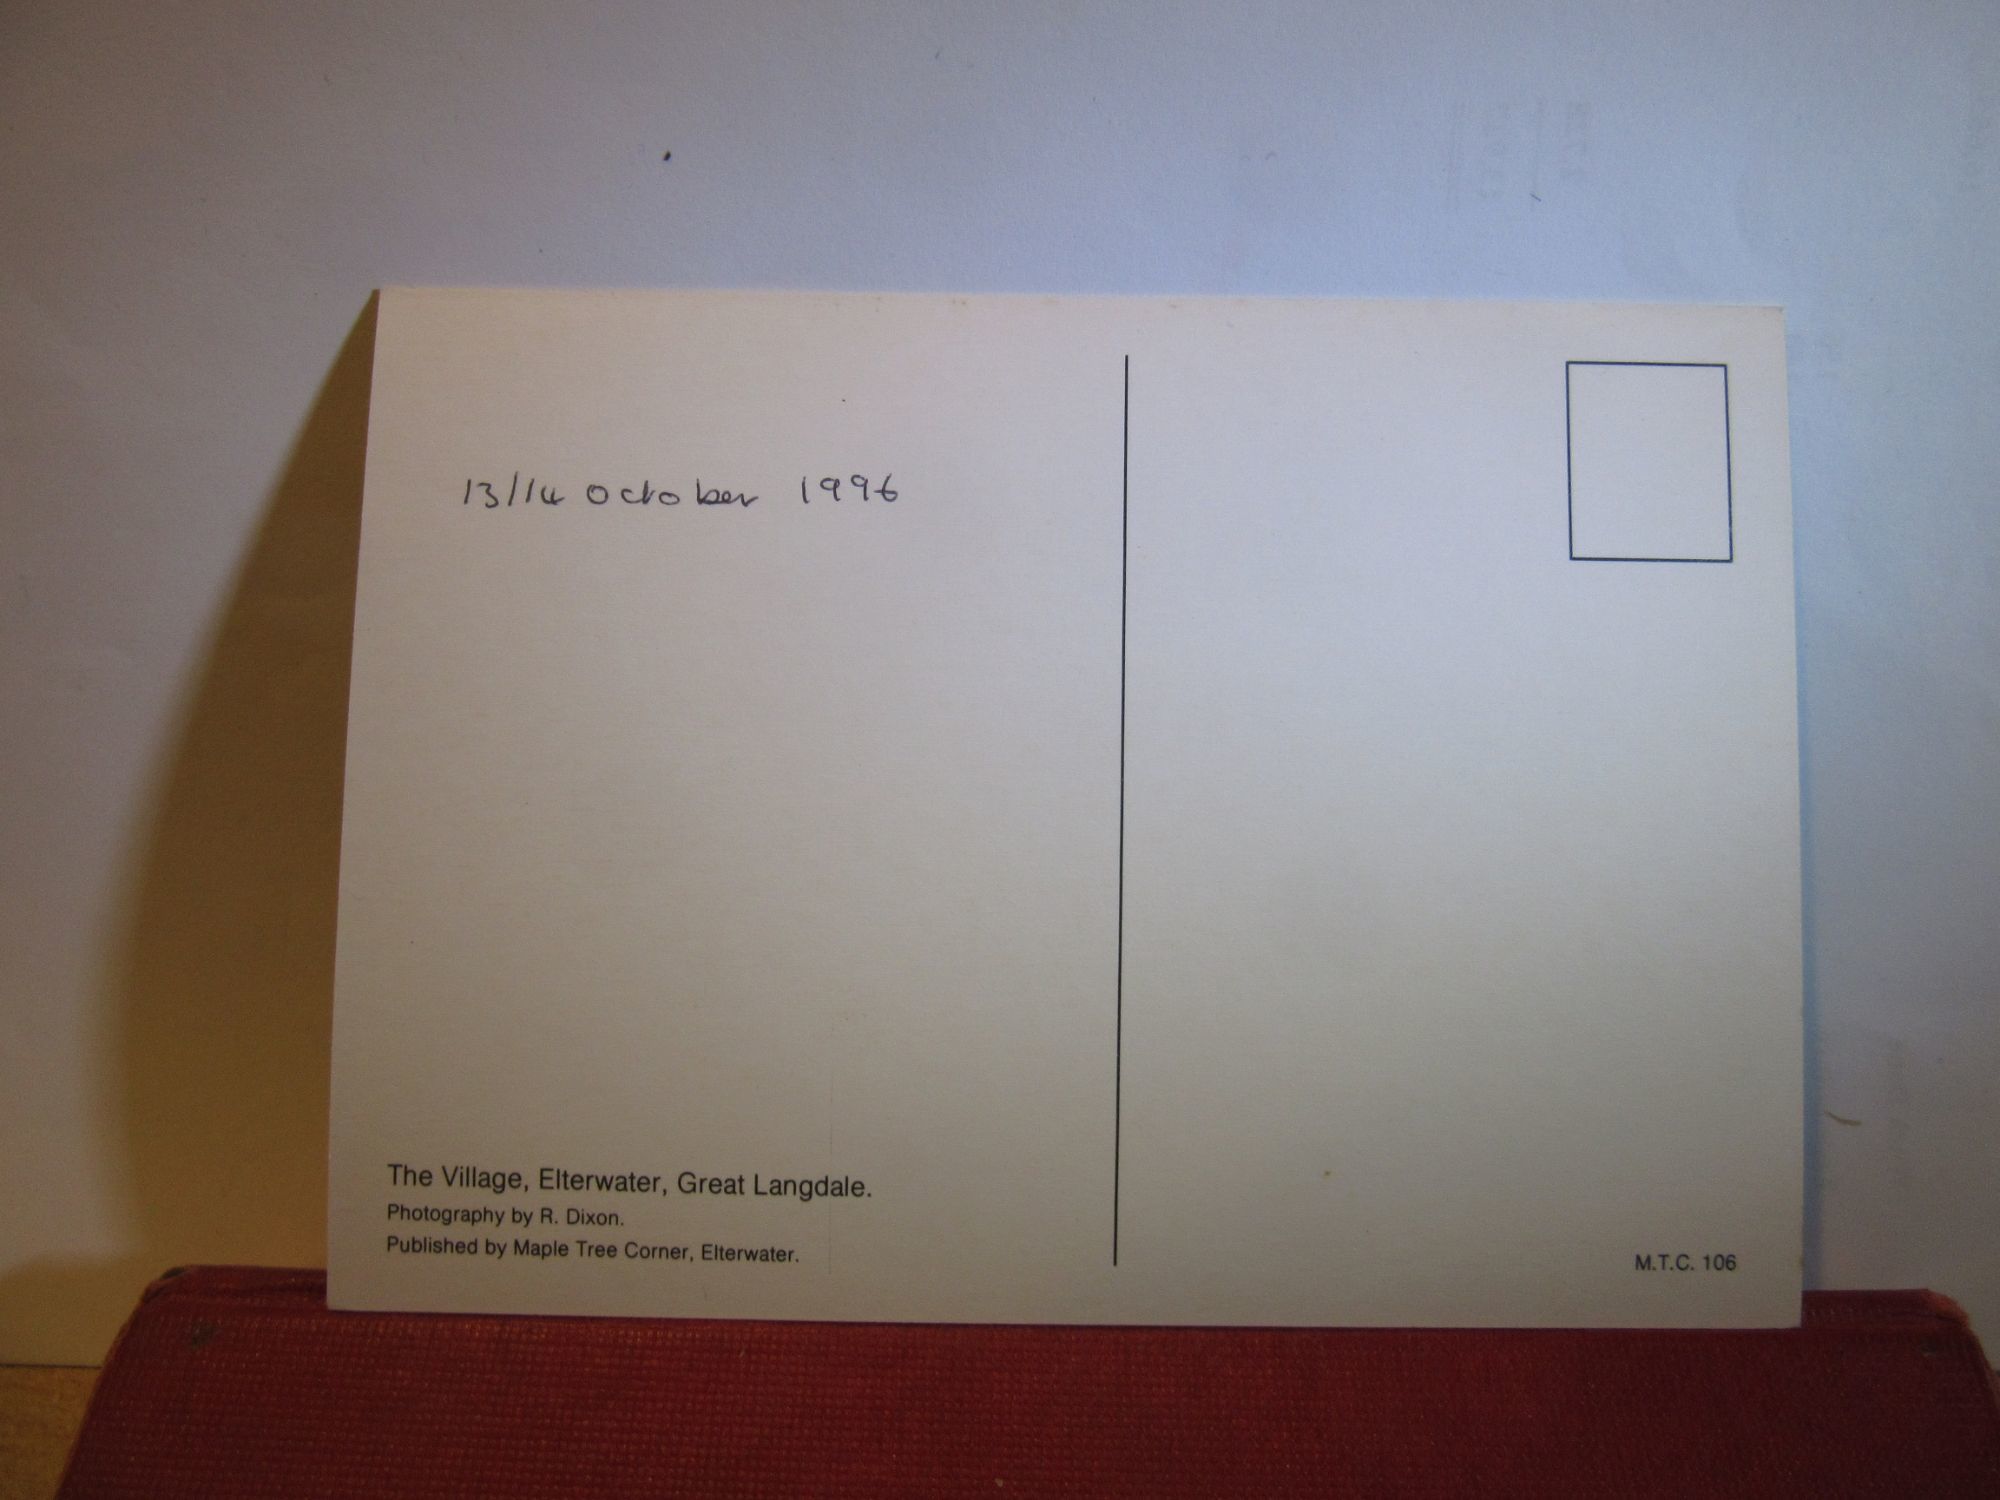 13/14 October 1996
The Village, Elterwater, Great Langdale.
Photography by R. Dixon.
Published by Maple Tree Corner, Elterwater.
M.T.C. 106